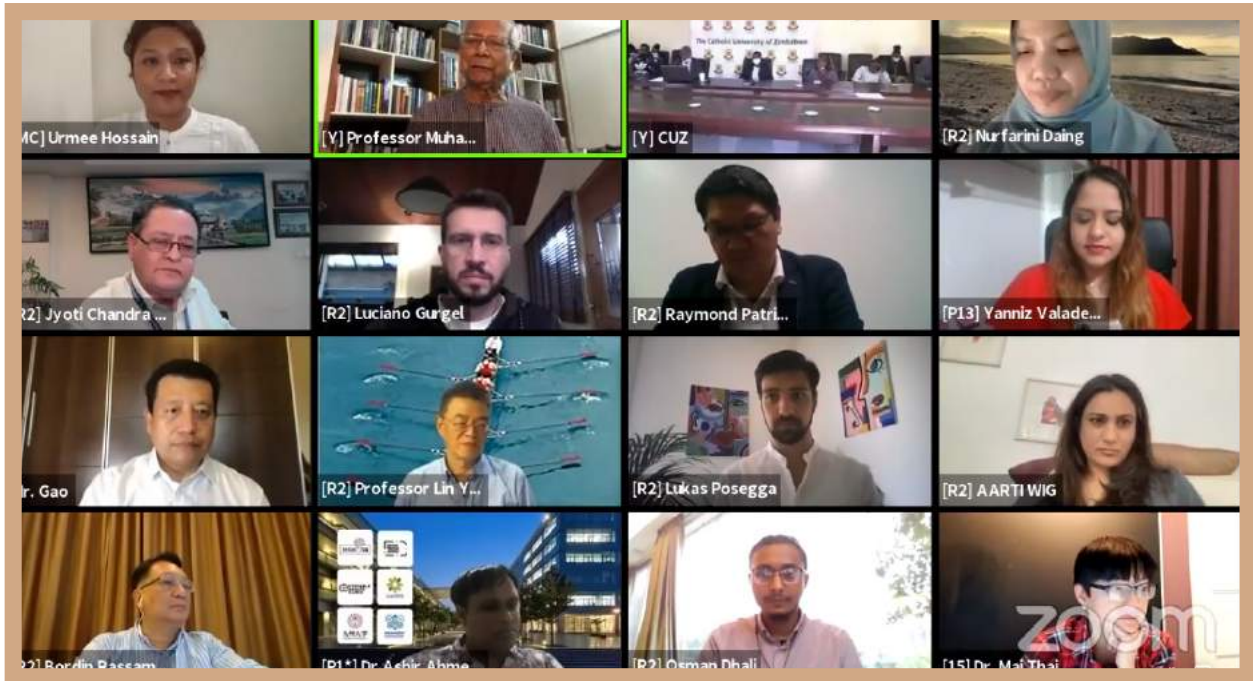 MC] Urmee Hossain
[Y] Professor Muha...
The Catholic University of Zimbabwe
[Y] CUZ
[R2] Nurfarini Daing
R2] Jyoti Chandra ...
[R2] Luciano Gurgel
[R2] Raymond Patri...
[P13] Yanniz Valade...
r. Gao
[R2] Professor Lin Y...
[R2] Lukas Posegga
[R2] AARTI WIG
R2] Bordin Rassam
[P1*] Dr Ashir Ahme
[R2] Osman Dhali
[15] Dr. Mai Thai
zoom